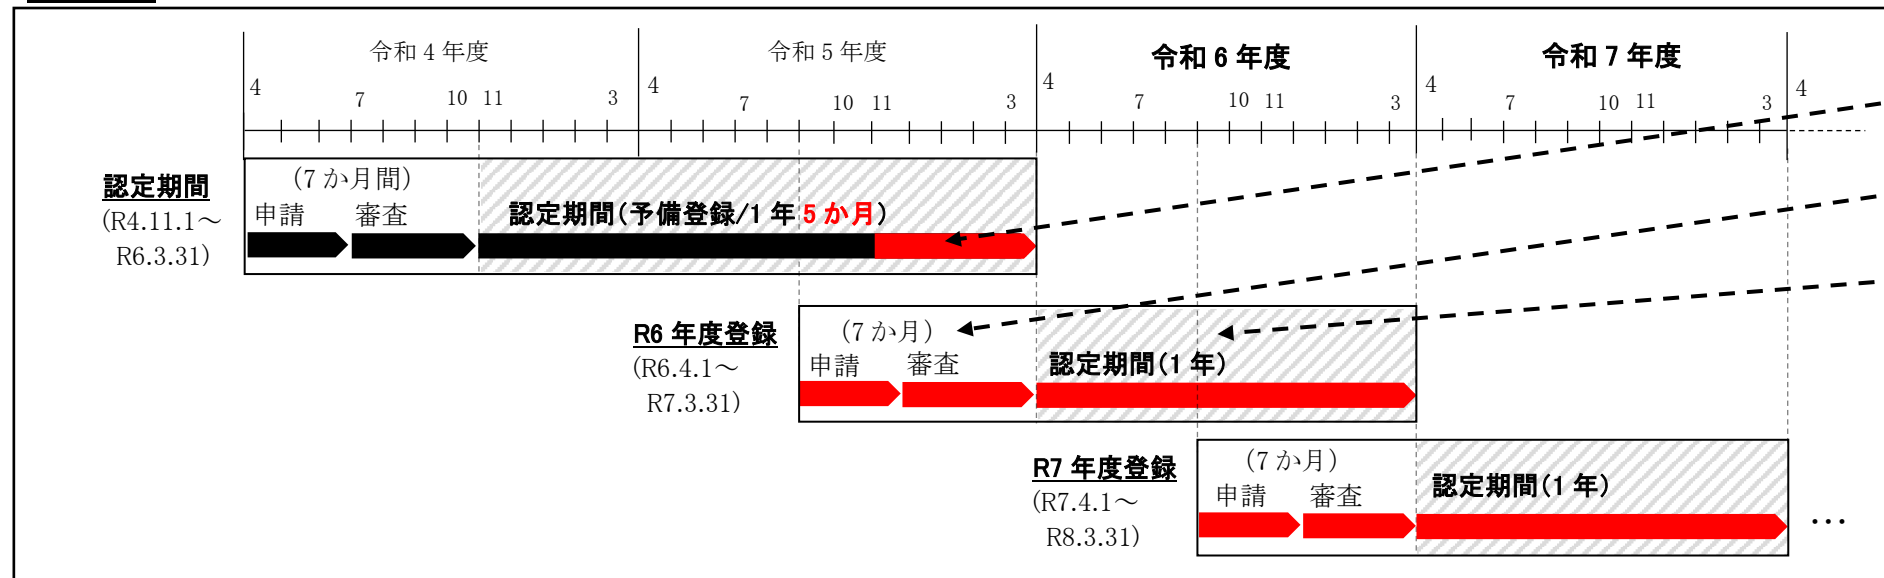 令和4年度 令和5年度 令和6年度 令和7年度
4 7 10 11 3 4 7 10 11 3 4 7 10 11 3 4 7 10 11 3 4
認定期間
(R4.11.1～
R6.3.31)
(7か月間)
申請 審査
認定期間(予備登録/1年5か月)
R6年度登録
(R6.4.1～
R7.3.31)
(7か月)
申請 審査
認定期間(1年)
R7年度登録
(R7.4.1～
R8.3.31)
(7か月)
申請 審査
認定期間(1年)
…